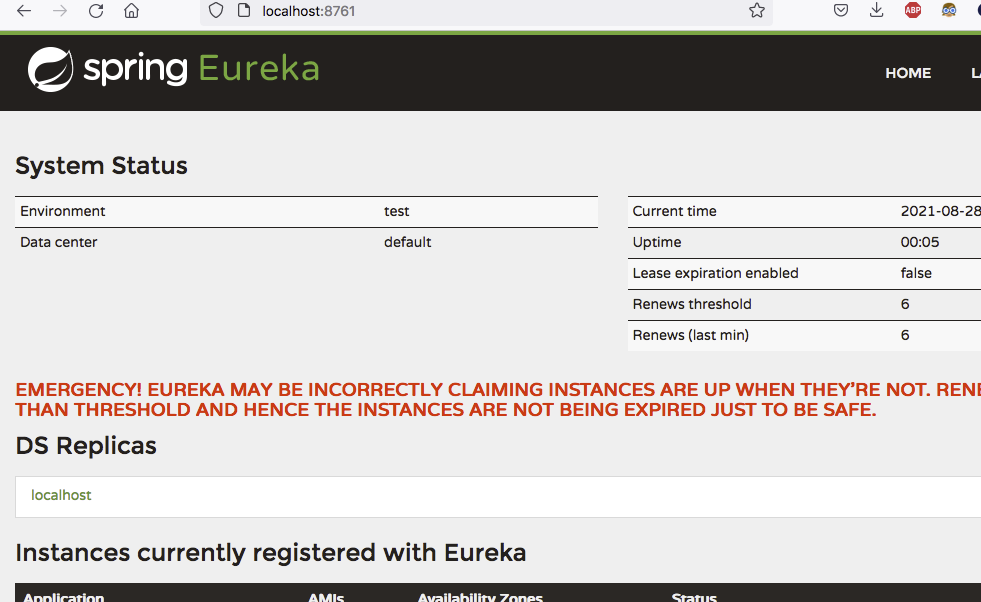 localhost:8761
ABP
spring Eureka
HOME
System Status
Environment test
Data center default
Current time 2021-08-28
Uptime 00:05
Lease expiration enabled false
Renews threshold 6
Renews (last min) 6
EMERGENCY! EUREKA MAY BE INCORRECTLY CLAIMING INSTANCES ARE UP WHEN THEY'RE NOT.
THAN THRESHOLD AND HENCE THE INSTANCES ARE NOT BEING EXPIRED JUST TO BE SAFE.
DS Replicas
localhost
Instances currently registered with Eureka
Application AMIs Availability Zones Status